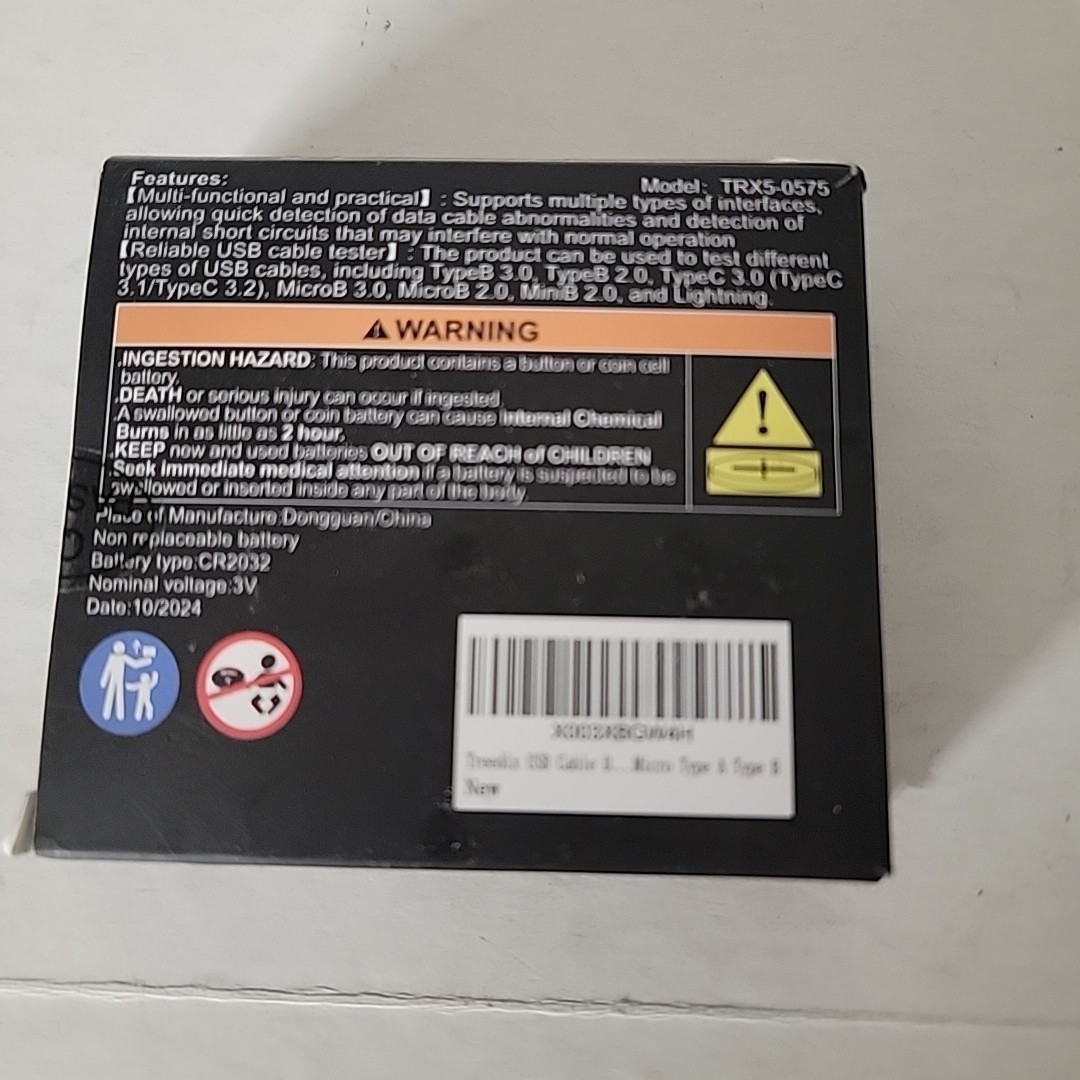 Features:
Model: TRX5-0575
【Multi-functional and practical】 : Supports multiple types of interfaces,
allowing quick detection of data cable abnormalities and detection of
internal short circuits that may interfere with normal operation
【Reliable USB cable tester】 : The product can be used to test different
types of USB cables, including TypeB 3.0, TypeB 2.0, TypeC 3.0 (TypeC
3.1/TypeC 3.2), MicroB 3.0, MicroB 2.0, MiniB 2.0, and Lightning.
WARNING
.INGESTION HAZARD: This product contains a button or coin cell
battery.
.DEATH or serious injury can occur if ingested.
.A swallowed button or coin battery can cause Internal Chemical
Burns in as little as 2 hour.
.KEEP now and used batteries OUT OF REACH of CHILDREN
.Seek immediate medical attention if a battery is suspected to be
swallowed or inserted inside any part of the body
Place of Manufacture:Dongguan/China
Non replaceable battery
Battery type:CR2032
Nominal voltage:3V
Date:10/2024
USB Cable Micro Type Type
New